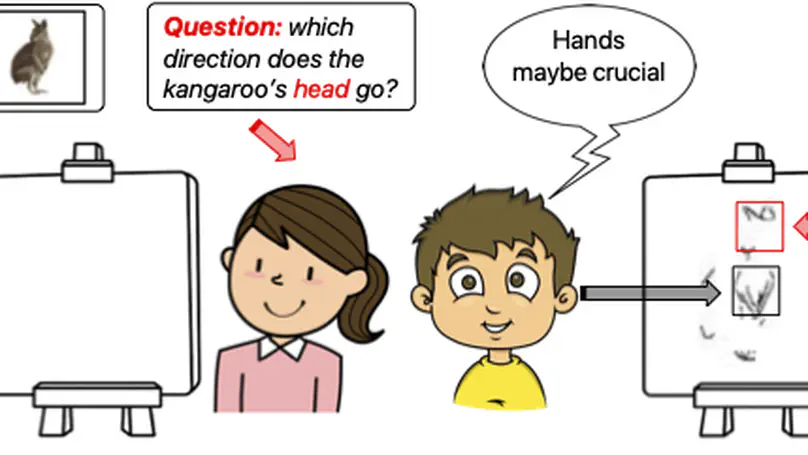 Question: which
direction does the
kangaroo's head go?
Hands
maybe crucial